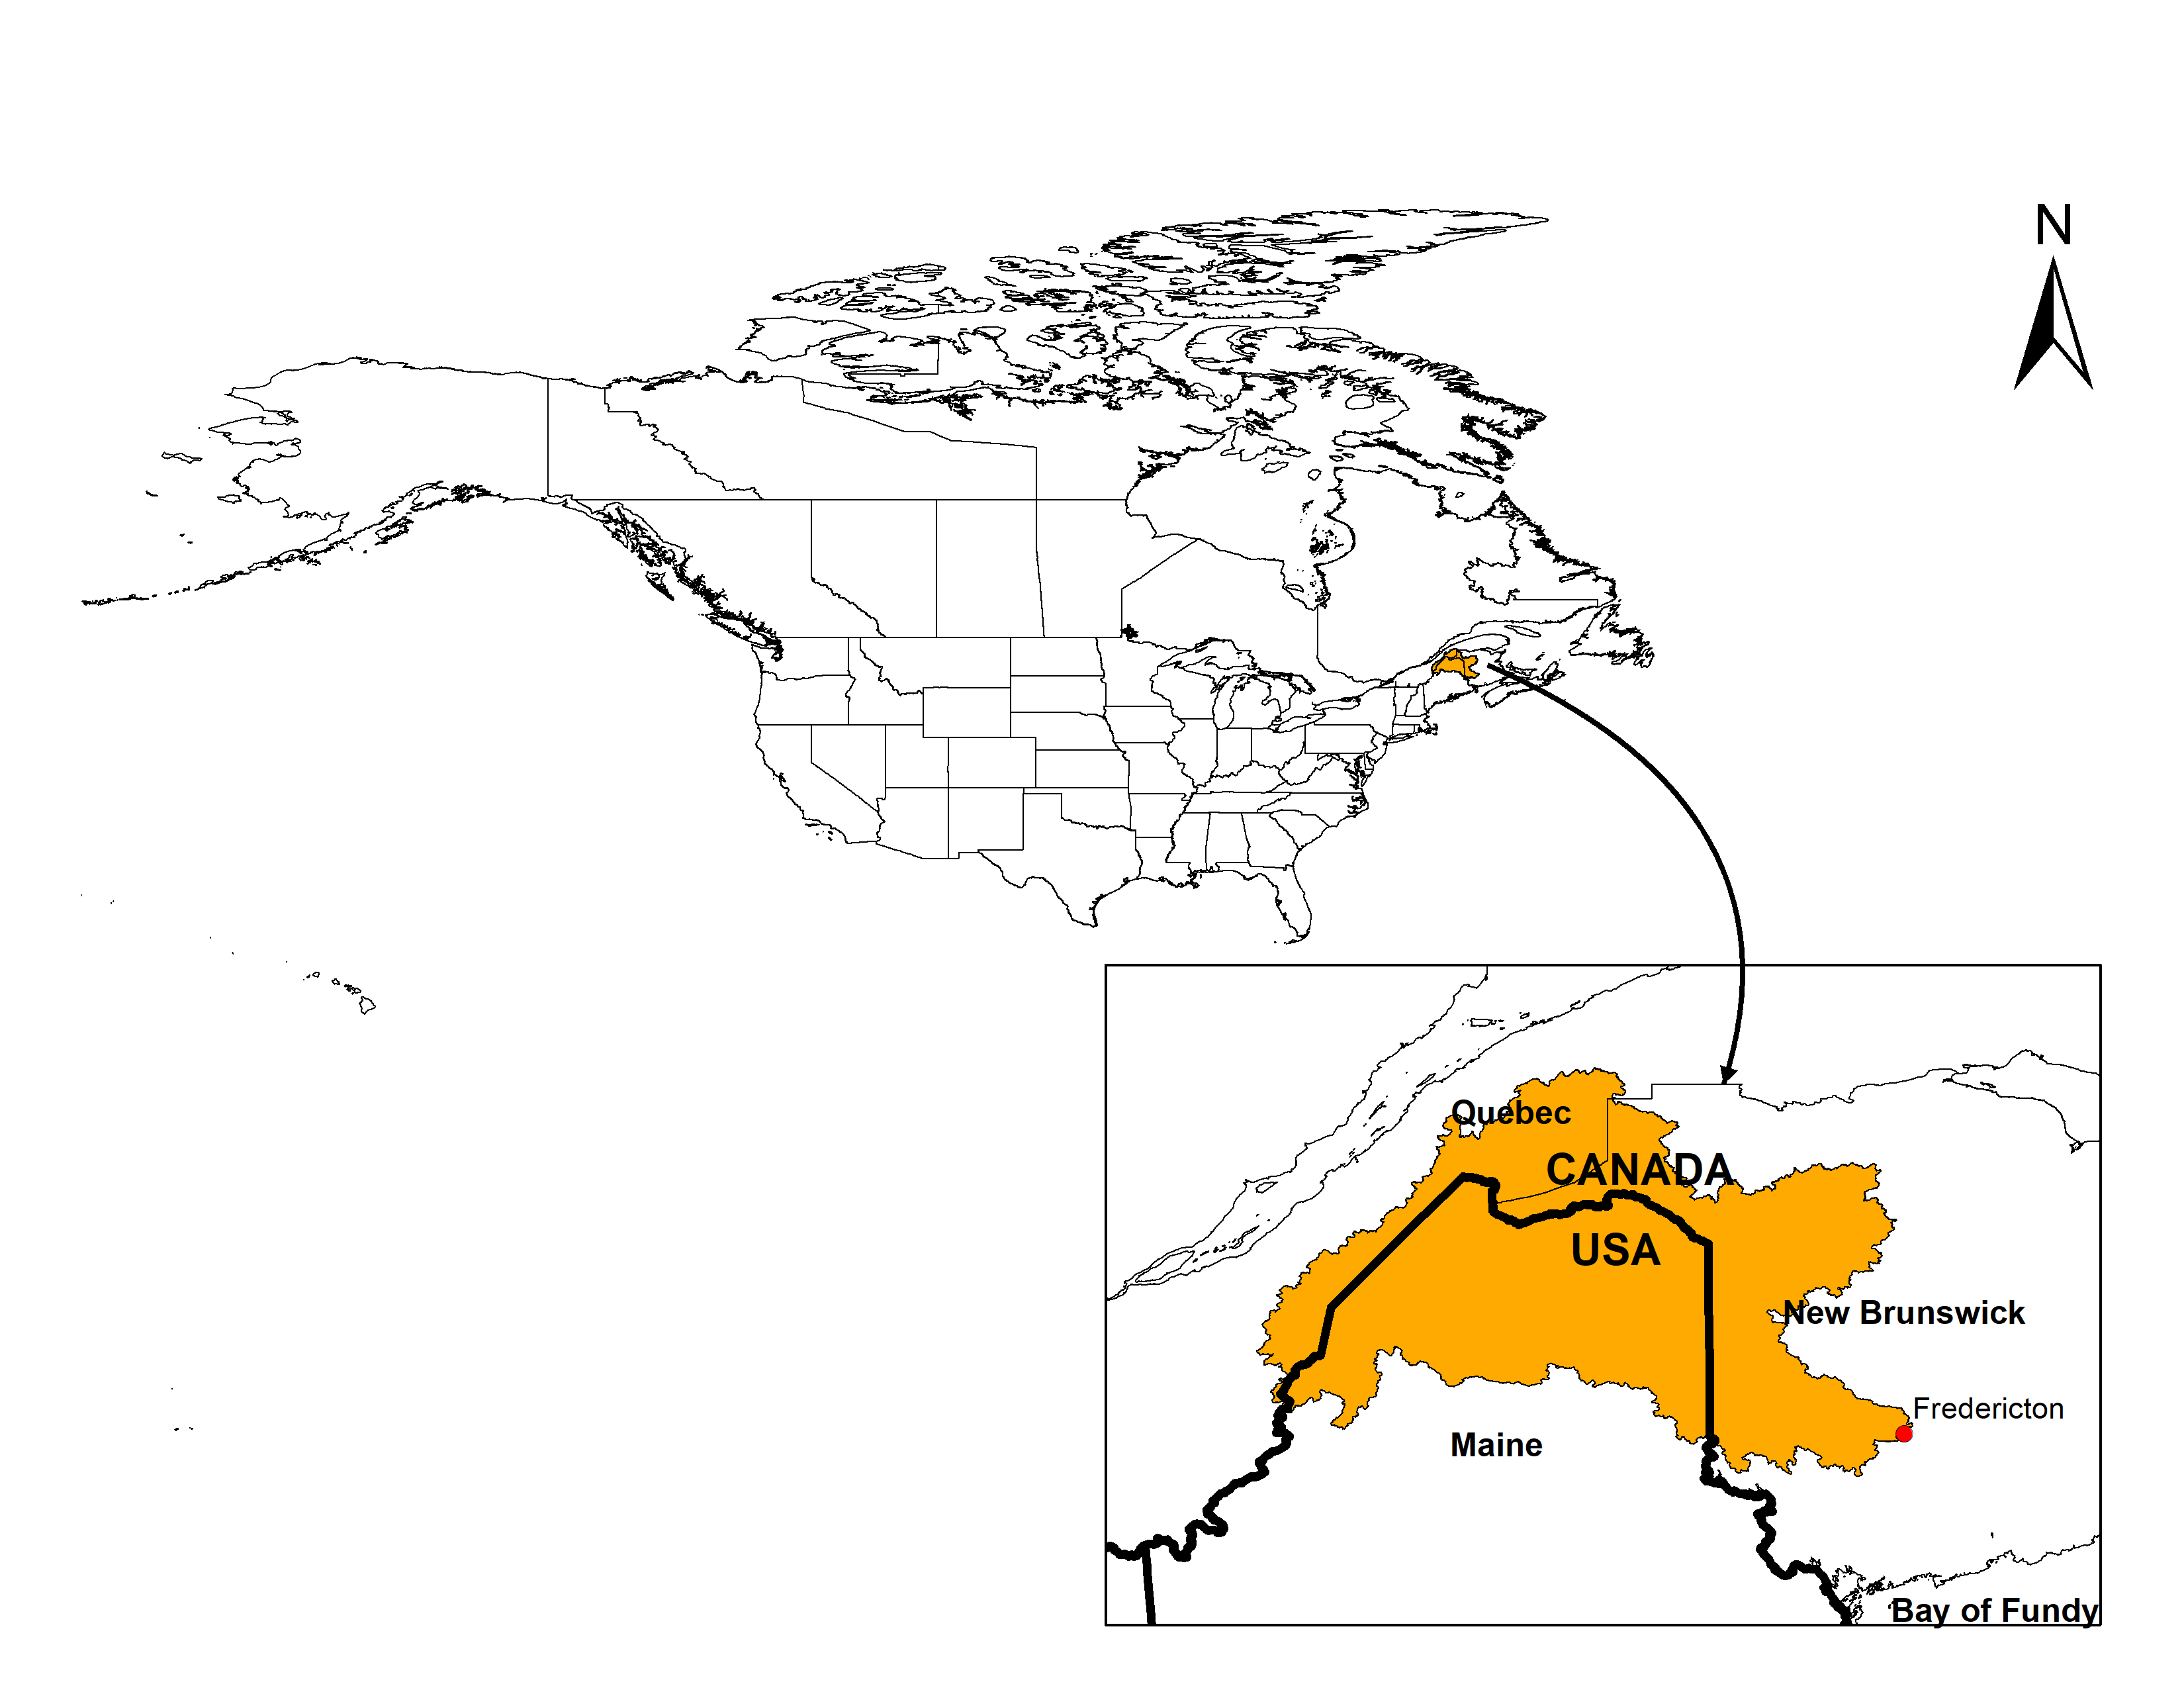 N
Quebec
CANADA
USA
New Brunswick
Fredericton
Maine
Bay of Fundy